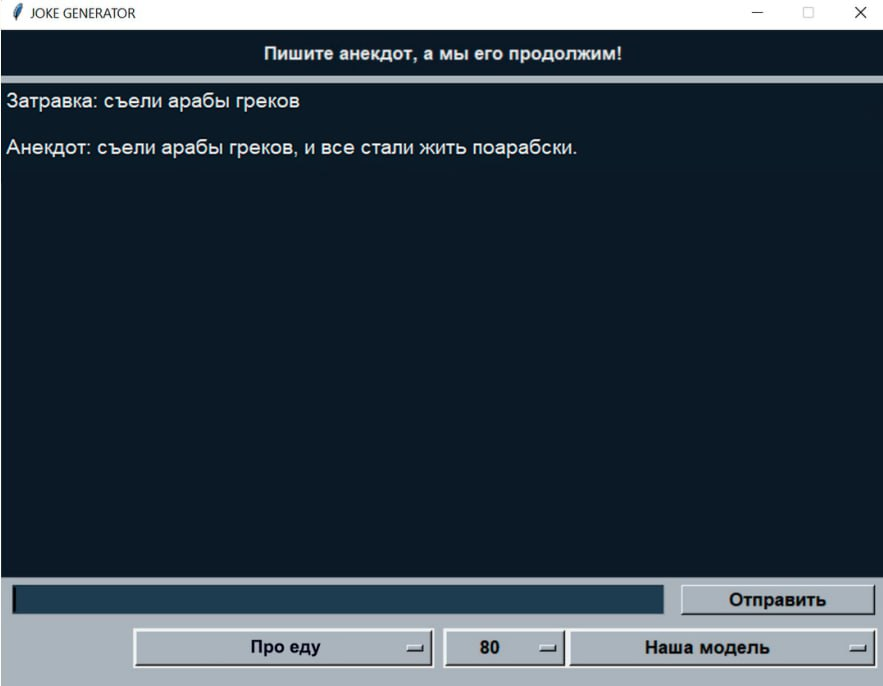 JOKE GENERATOR
Пишите анекдот, а мы его продолжим!
Затравка: съели арабы греков
Анекдот: съели арабы греков, и все стали жить поарабски.
Отправить
Про еду 80 Наша модель